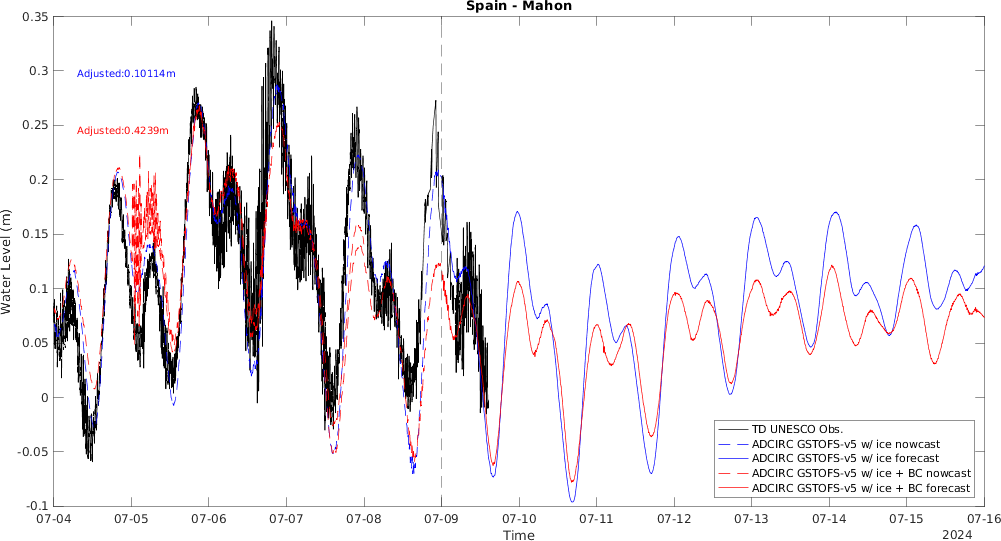 Spain - Mahon
0.35
0.3
0.25
0.2
0.15
0.1
0.05
0
-0.05
-0.1
Water Level (m)
Adjusted:0.10114m
Adjusted:0.4239m
TD UNESCO Obs.
ADCIRC GSTOFS-v5 w/ ice nowcast
ADCIRC GSTOFS-v5 w/ ice forecast
ADCIRC GSTOFS-v5 w/ ice + BC nowcast
ADCIRC GSTOFS-v5 w/ ice + BC forecast
07-04 07-05 07-06 07-07 07-08 07-09 07-10 07-11 07-12 07-13 07-14 07-15 07-16
Time
2024